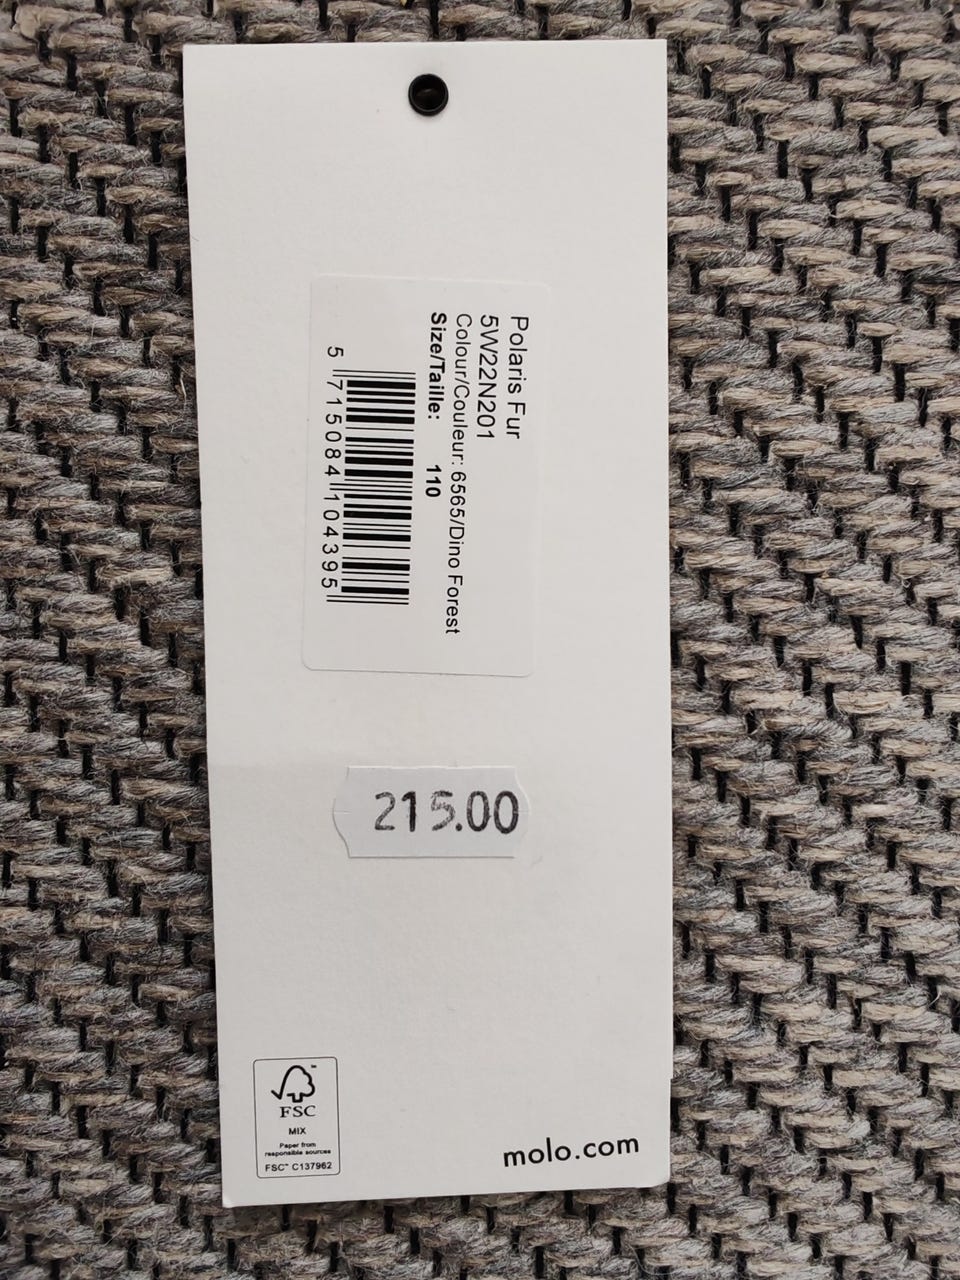 Polaris Fur
5W22N201
Colour/Couleur: 6565/Dino Forest
Size/Taille: 110
5 715084 104395
215.00
FSC
MIX
Paper from
responsible sources
FSC™ C137962
molo.com